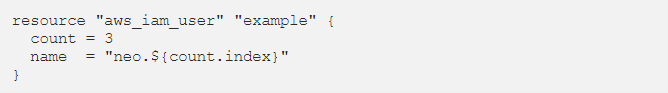 resource "aws_iam_user" "example" {
  count = 3
  name  = "neo.${count.index}"
}